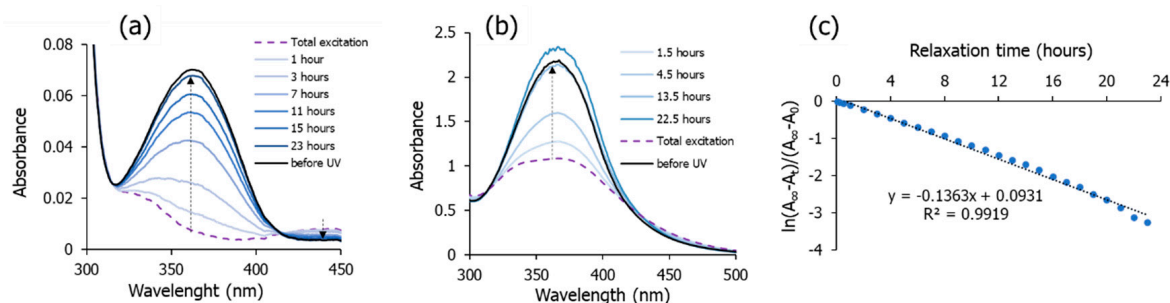 (a)
0.08
0.06
0.04
0.02
0
300
350
400
450
Absorbance
Wavelenght (nm)
Total excitation
1 hour
3 hours
7 hours
11 hours
15 hours
23 hours
before UV
(b)
2.5
2
1.5
1
0.5
0
300
350
400
450
500
Absorbance
Wavelength (nm)
1.5 hours
4.5 hours
13.5 hours
22.5 hours
Total excitation
before UV
(c)
Relaxation time (hours)
0 4 8 12 16 20 24
0
-1
-2
-3
-4
ln(A∞-At)/(A∞-A0)
y = -0.1363x + 0.0931
R² = 0.9919